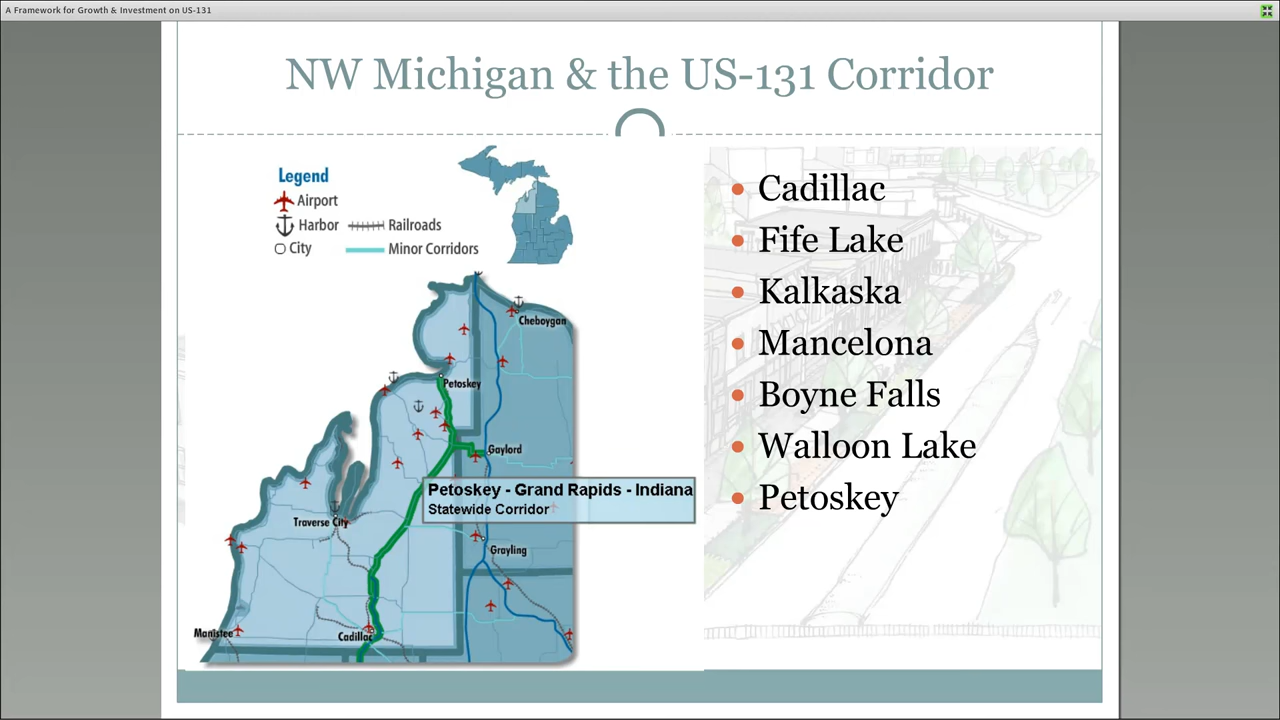 A Framework for Growth & Investment on US-131
NW Michigan & the US-131 Corridor
Legend
Airport
Harbor
Railroads
City
Minor Corridors
Cheboygan
Petoskey
Gaylord
Petoskey - Grand Rapids - Indiana
Statewide Corridor
Traverse City
Grayling
Manistee
Cadillac
Cadillac
Fife Lake
Kalkaska
Mancelona
Boyne Falls
Walloon Lake
Petoskey